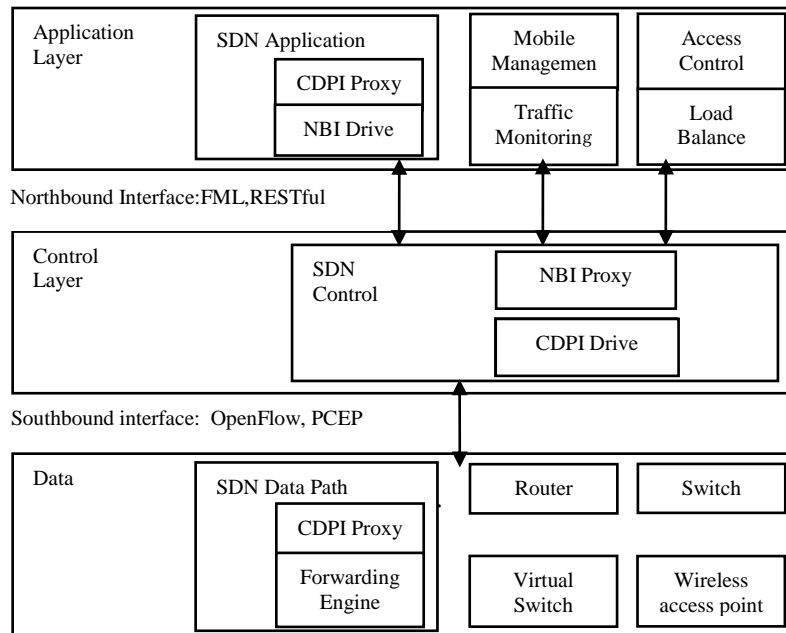 Application
Layer
SDN Application
CDPI Proxy
NBI Drive
Mobile
Managemen
Traffic
Monitoring
Access
Control
Load
Balance
Northbound Interface:FML,RESTful
Control
Layer
SDN
Control
NBI Proxy
CDPI Drive
Southbound interface: OpenFlow, PCEP
Data
SDN Data Path
CDPI Proxy
Forwarding
Engine
Router
Switch
Virtual
Switch
Wireless
access point